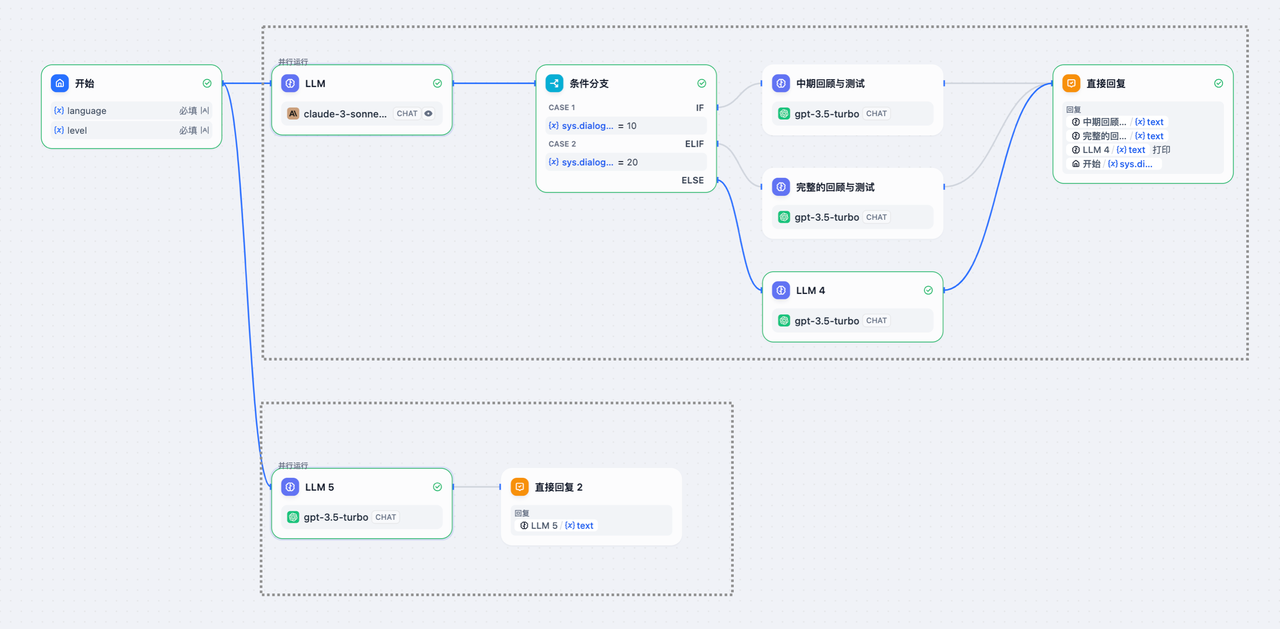 开始
language 必填
level 必填
并行运行
LLM
claude-3-sonne... CHAT
条件分支
CASE 1 IF
{x} sys.dialog... = 10
CASE 2 ELIF
{x} sys.dialog... = 20
ELSE
中期回顾与测试
gpt-3.5-turbo CHAT
完整的回顾与测试
gpt-3.5-turbo CHAT
LLM 4
gpt-3.5-turbo CHAT
直接回复
回复
中期回顾... / {x} text
完整的回... / {x} text
LLM 4 / {x} text 打印
开始 / {x} sys.di...
并行运行
LLM 5
gpt-3.5-turbo CHAT
直接回复 2
回复
LLM 5 / {x} text